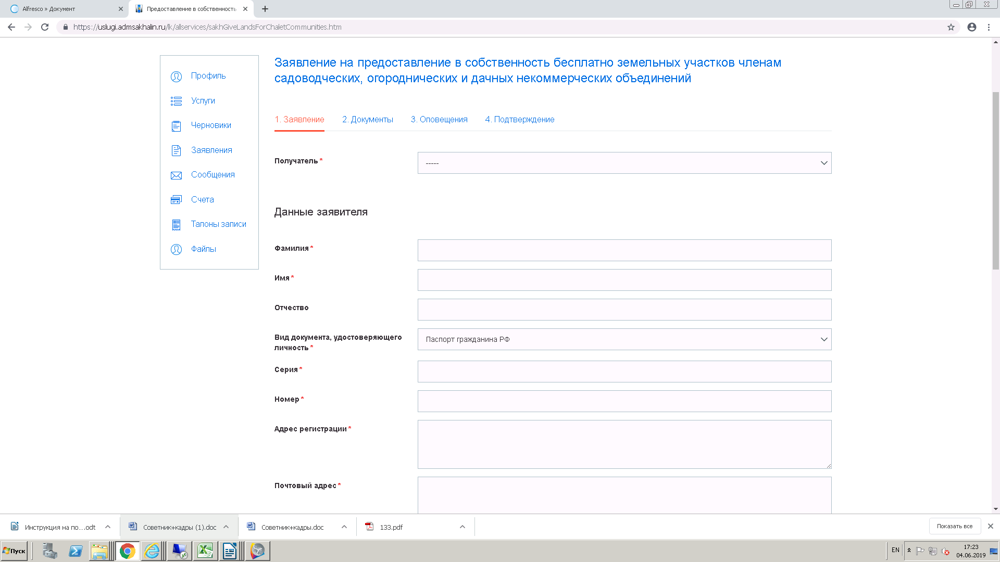 Alfresco » Документ
Предоставление в собственность
https://uslugi.admsakhalin.ru/lk/allservices/sakhGiveLandsForChaletCommunities.htm
Профиль
Услуги
Черновики
Заявления
Сообщения
Счета
Талоны записи
Файлы
Заявление на предоставление в собственность бесплатно земельных участков членам
садоводческих, огороднических и дачных некоммерческих объединений
1. Заявление 2. Документы 3. Оповещения 4. Подтверждение
Получатель *
-----
Данные заявителя
Фамилия *
Имя *
Отчество
Вид документа, удостоверяющего
личность *
Паспорт гражданина РФ
Серия *
Номер *
Адрес регистрации *
Почтовый адрес *
Инструкция на по....odt
Советник+кадры (1).doc
Советник+кадры.doc
133.pdf
Показать все
Пуск
EN
17:23
04.06.2019